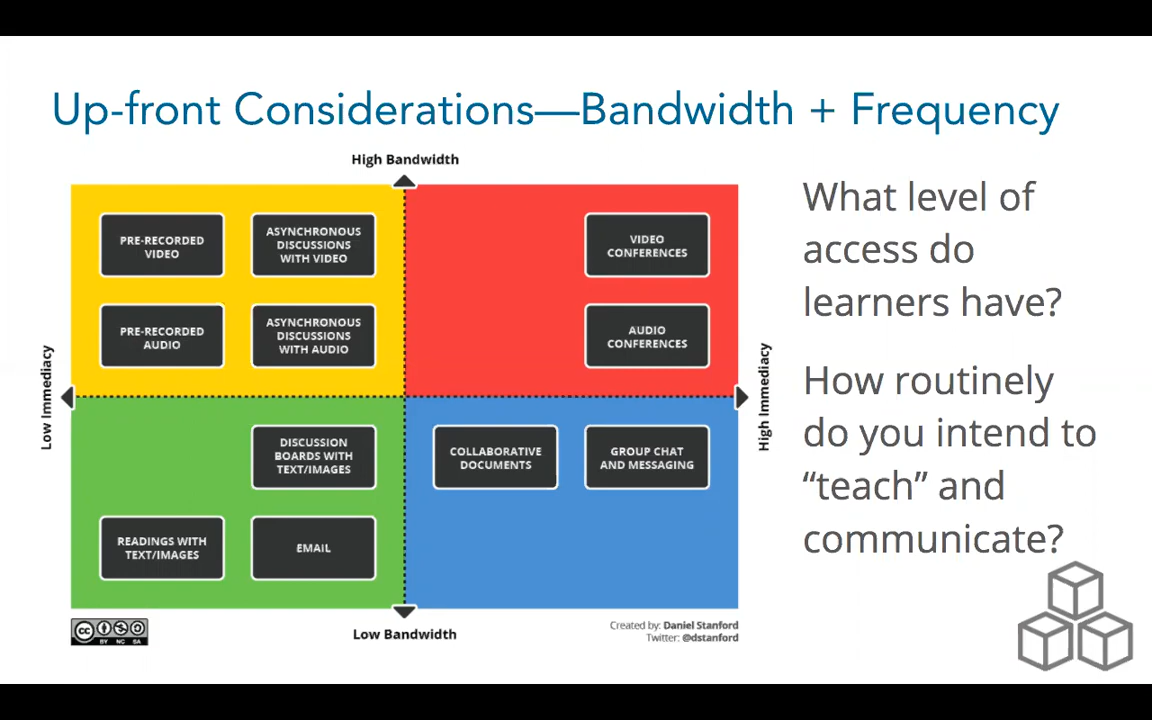 Up-front Considerations—Bandwidth + Frequency
High Bandwidth
PRE-RECORDED
VIDEO
ASYNCHRONOUS
DISCUSSIONS
WITH VIDEO
VIDEO
CONFERENCES
PRE-RECORDED
AUDIO
ASYNCHRONOUS
DISCUSSIONS
WITH AUDIO
AUDIO
CONFERENCES
Low Immediacy
High Immediacy
DISCUSSION
BOARDS WITH
TEXT/IMAGES
COLLABORATIVE
DOCUMENTS
GROUP CHAT
AND MESSAGING
READINGS WITH
TEXT/IMAGES
EMAIL
Low Bandwidth
cc
BY NC SA
Created by: Daniel Stanford
Twitter: @dstanford
What level of
access do
learners have?
How routinely
do you intend to
“teach” and
communicate?